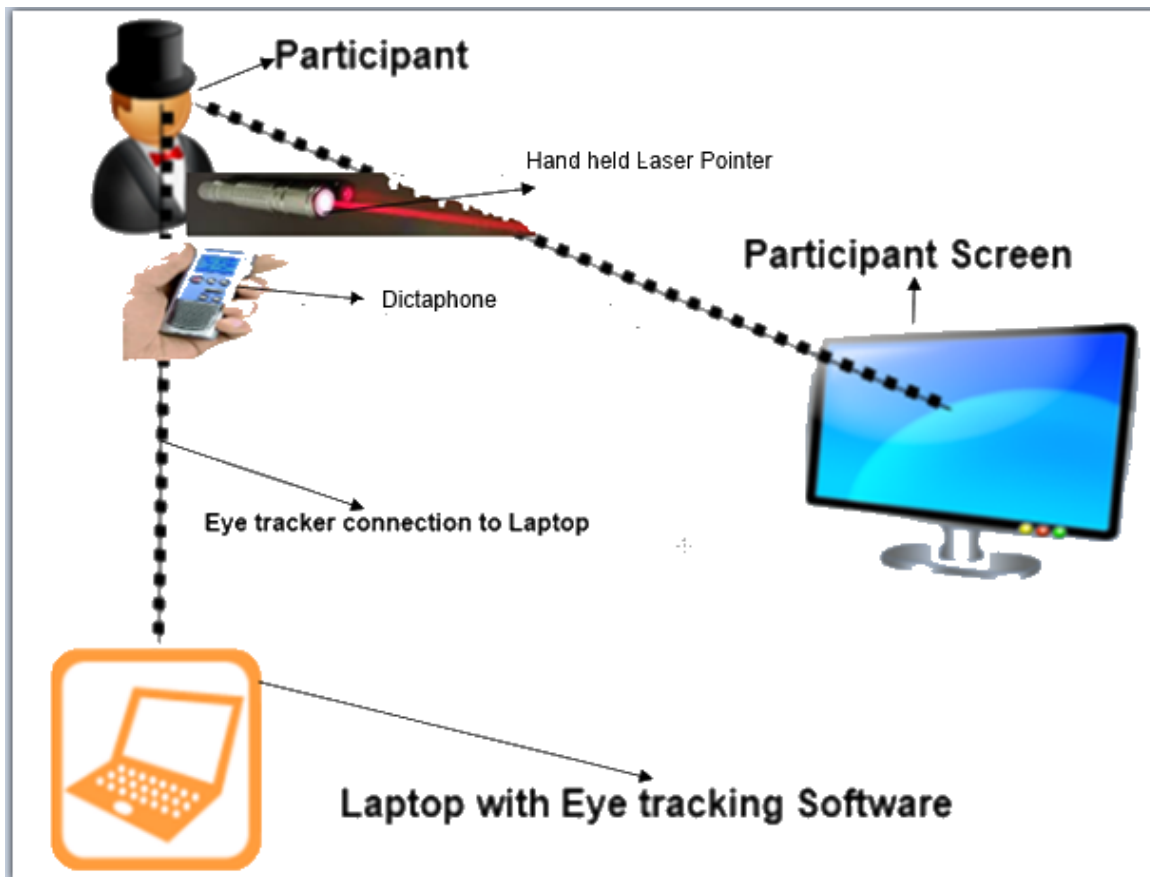 Participant
Hand held Laser Pointer
Participant Screen
Dictaphone
Eye tracker connection to Laptop
Laptop with Eye tracking Software